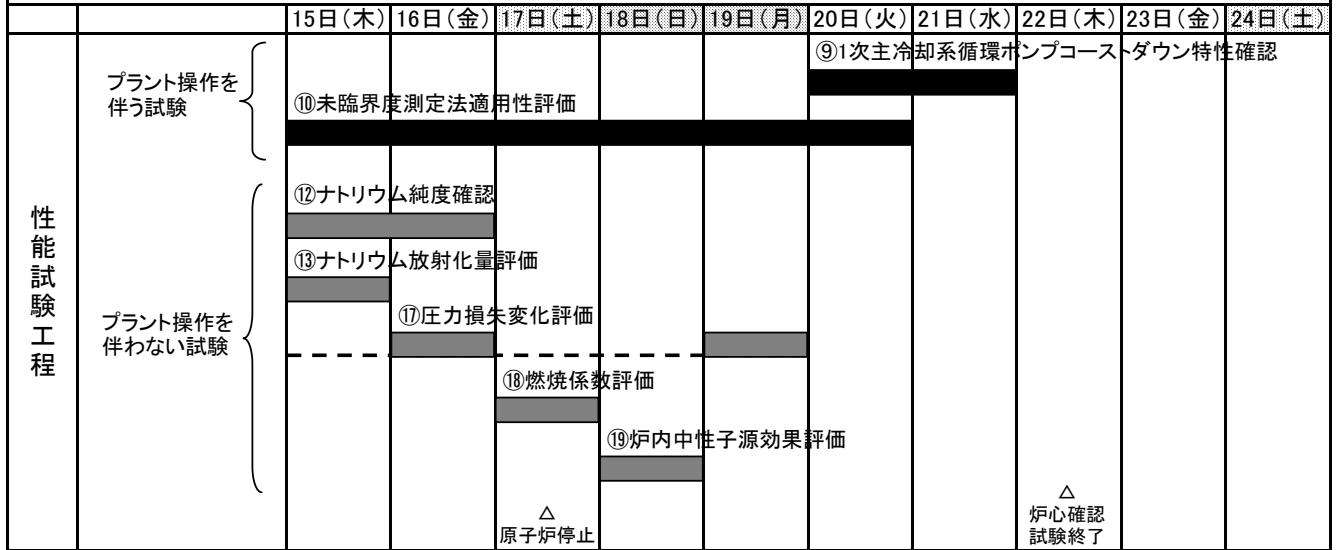 15日(木) 16日(金) 17日(土) 18日(日) 19日(月) 20日(火) 21日(水) 22日(木) 23日(金) 24日(土)
性能試験工程
プラント操作を
伴う試験
⑨1次主冷却系循環ポンプコーストダウン特性確認
⑩未臨界度測定法適用性評価
プラント操作を
伴わない試験
⑫ナトリウム純度確認
⑬ナトリウム放射化量評価
⑰圧力損失変化評価
⑱燃焼係数評価
⑲炉内中性子源効果評価
△
原子炉停止
△
炉心確認
試験終了